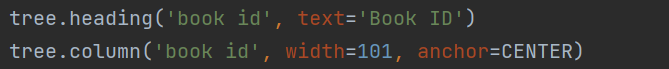 tree.heading('book id', text='Book ID')
tree.column('book id', width=101, anchor=CENTER)